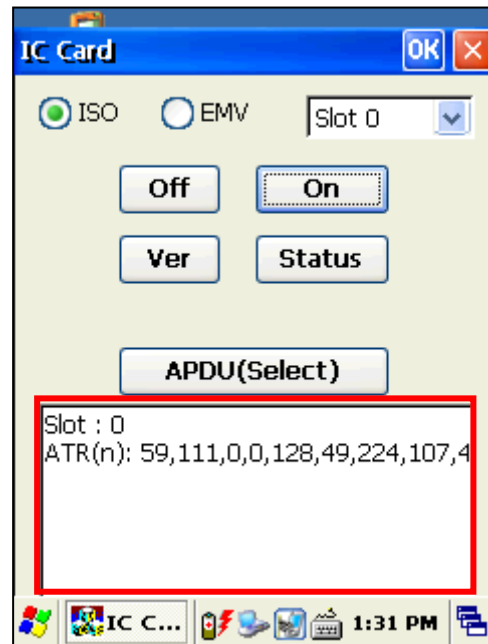 IC Card OK
ISO EMV Slot 0
Off On
Ver Status
APDU(Select)
Slot : 0
ATR(n): 59,111,0,0,128,49,224,107,4
IC C... 1:31 PM